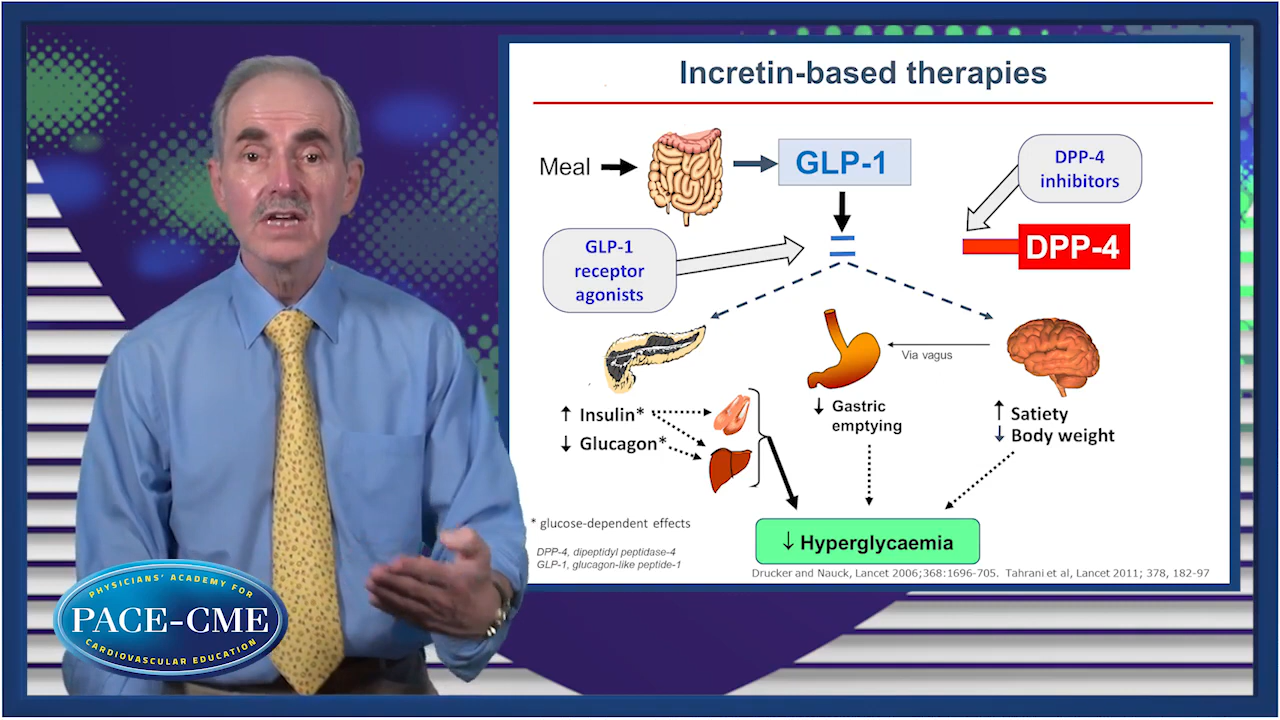 Incretin-based therapies
Meal
GLP-1
DPP-4
inhibitors
GLP-1
receptor
agonists
DPP-4
Via vagus
↑ Insulin*
↓ Glucagon*
↓ Gastric
emptying
↑ Satiety
↓ Body weight
* glucose-dependent effects
↓ Hyperglycaemia
DPP-4, dipeptidyl peptidase-4
GLP-1, glucagon-like peptide-1
Drucker and Nauck, Lancet 2006;368:1696-705. Tahrani et al, Lancet 2011; 378, 182-97
PHYSICIANS' ACADEMY FOR
PACE-CME
CARDIOVASCULAR EDUCATION